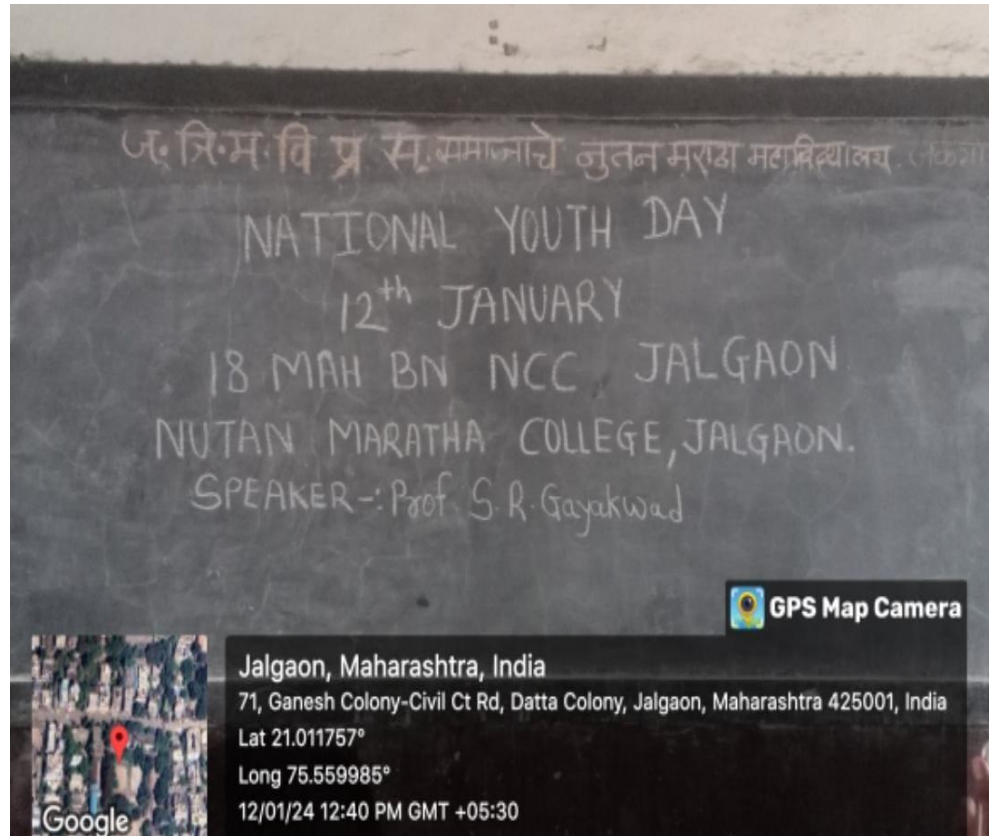 ज. त्रि. म. वि प्र स. समाजाचे नुतन मराठा महाविद्यालय.
NATIONAL YOUTH DAY
12th JANUARY
18 MAH BN NCC JALGAON
NUTAN MARATHA COLLEGE, JALGAON.
SPEAKER-: Prof. S. R. Gayakwad
GPS Map Camera
Jalgaon, Maharashtra, India
71, Ganesh Colony-Civil Ct Rd, Datta Colony, Jalgaon, Maharashtra 425001, India
Lat 21.011757°
Long 75.559985°
12/01/24 12:40 PM GMT +05:30
Google